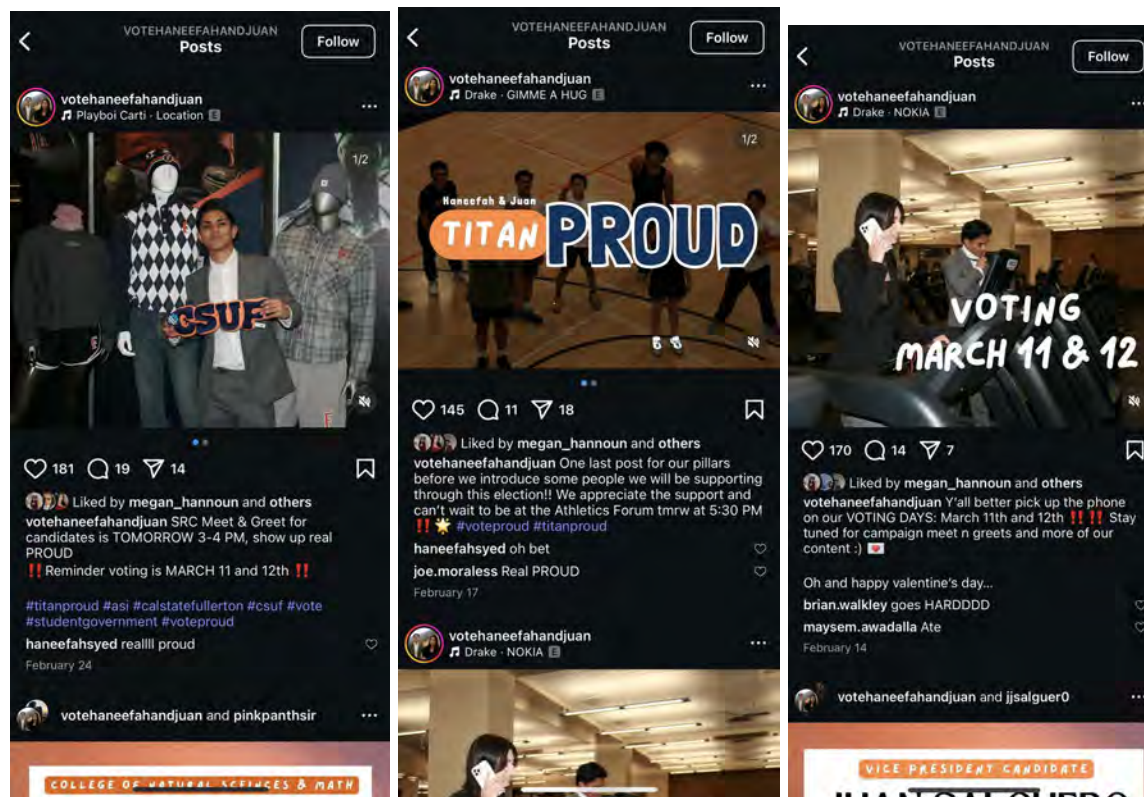 VOTEHANEEFAHANDJUAN
Posts
Follow
votehaneefahandjuan
Playboi Carti · Location E
1/2
CSUF
181 19 14
Liked by megan_hannoun and others
votehaneefahandjuan SRC Meet & Greet for
candidates is TOMORROW 3-4 PM, show up real
PROUD
‼️Reminder voting is MARCH 11 and 12th ‼️
#titanproud #asi #calstatefullerton #csuf #vote
#studentgovernment #voteproud
haneefahsyed reallll proud
February 24
votehaneefahandjuan and pinkpanthsir
COLLEGE OF NATURAL SCIENCES & MATH
VOTEHANEEFAHANDJUAN
Posts
Follow
votehaneefahandjuan
Drake · GIMME A HUG E
1/2
Haneefah & Juan
TITAN PROUD
145 11 18
Liked by megan_hannoun and others
votehaneefahandjuan One last post for our pillars
before we introduce some people we will be supporting
through this election!! We appreciate the support and
can't wait to be at the Athletics Forum tmrw at 5:30 PM
‼️ 🌟 #voteproud #titanproud
haneefahsyed oh bet
joe.moraless Real PROUD
February 17
votehaneefahandjuan
Drake · NOKIA E
VOTEHANEEFAHANDJUAN
Posts
Follow
votehaneefahandjuan
Drake · NOKIA E
VOTING
MARCH 11 & 12
170 14 7
Liked by megan_hannoun and others
votehaneefahandjuan Y'all better pick up the phone
on our VOTING DAYS: March 11th and 12th ‼️ ‼️ Stay
tuned for campaign meet n greets and more of our
content :) 💌
Oh and happy valentine's day...
brian.walkley goes HARDDDD
maysem.awadalla Ate
February 14
votehaneefahandjuan and jjsalguer0
VICE PRESIDENT CANDIDATE